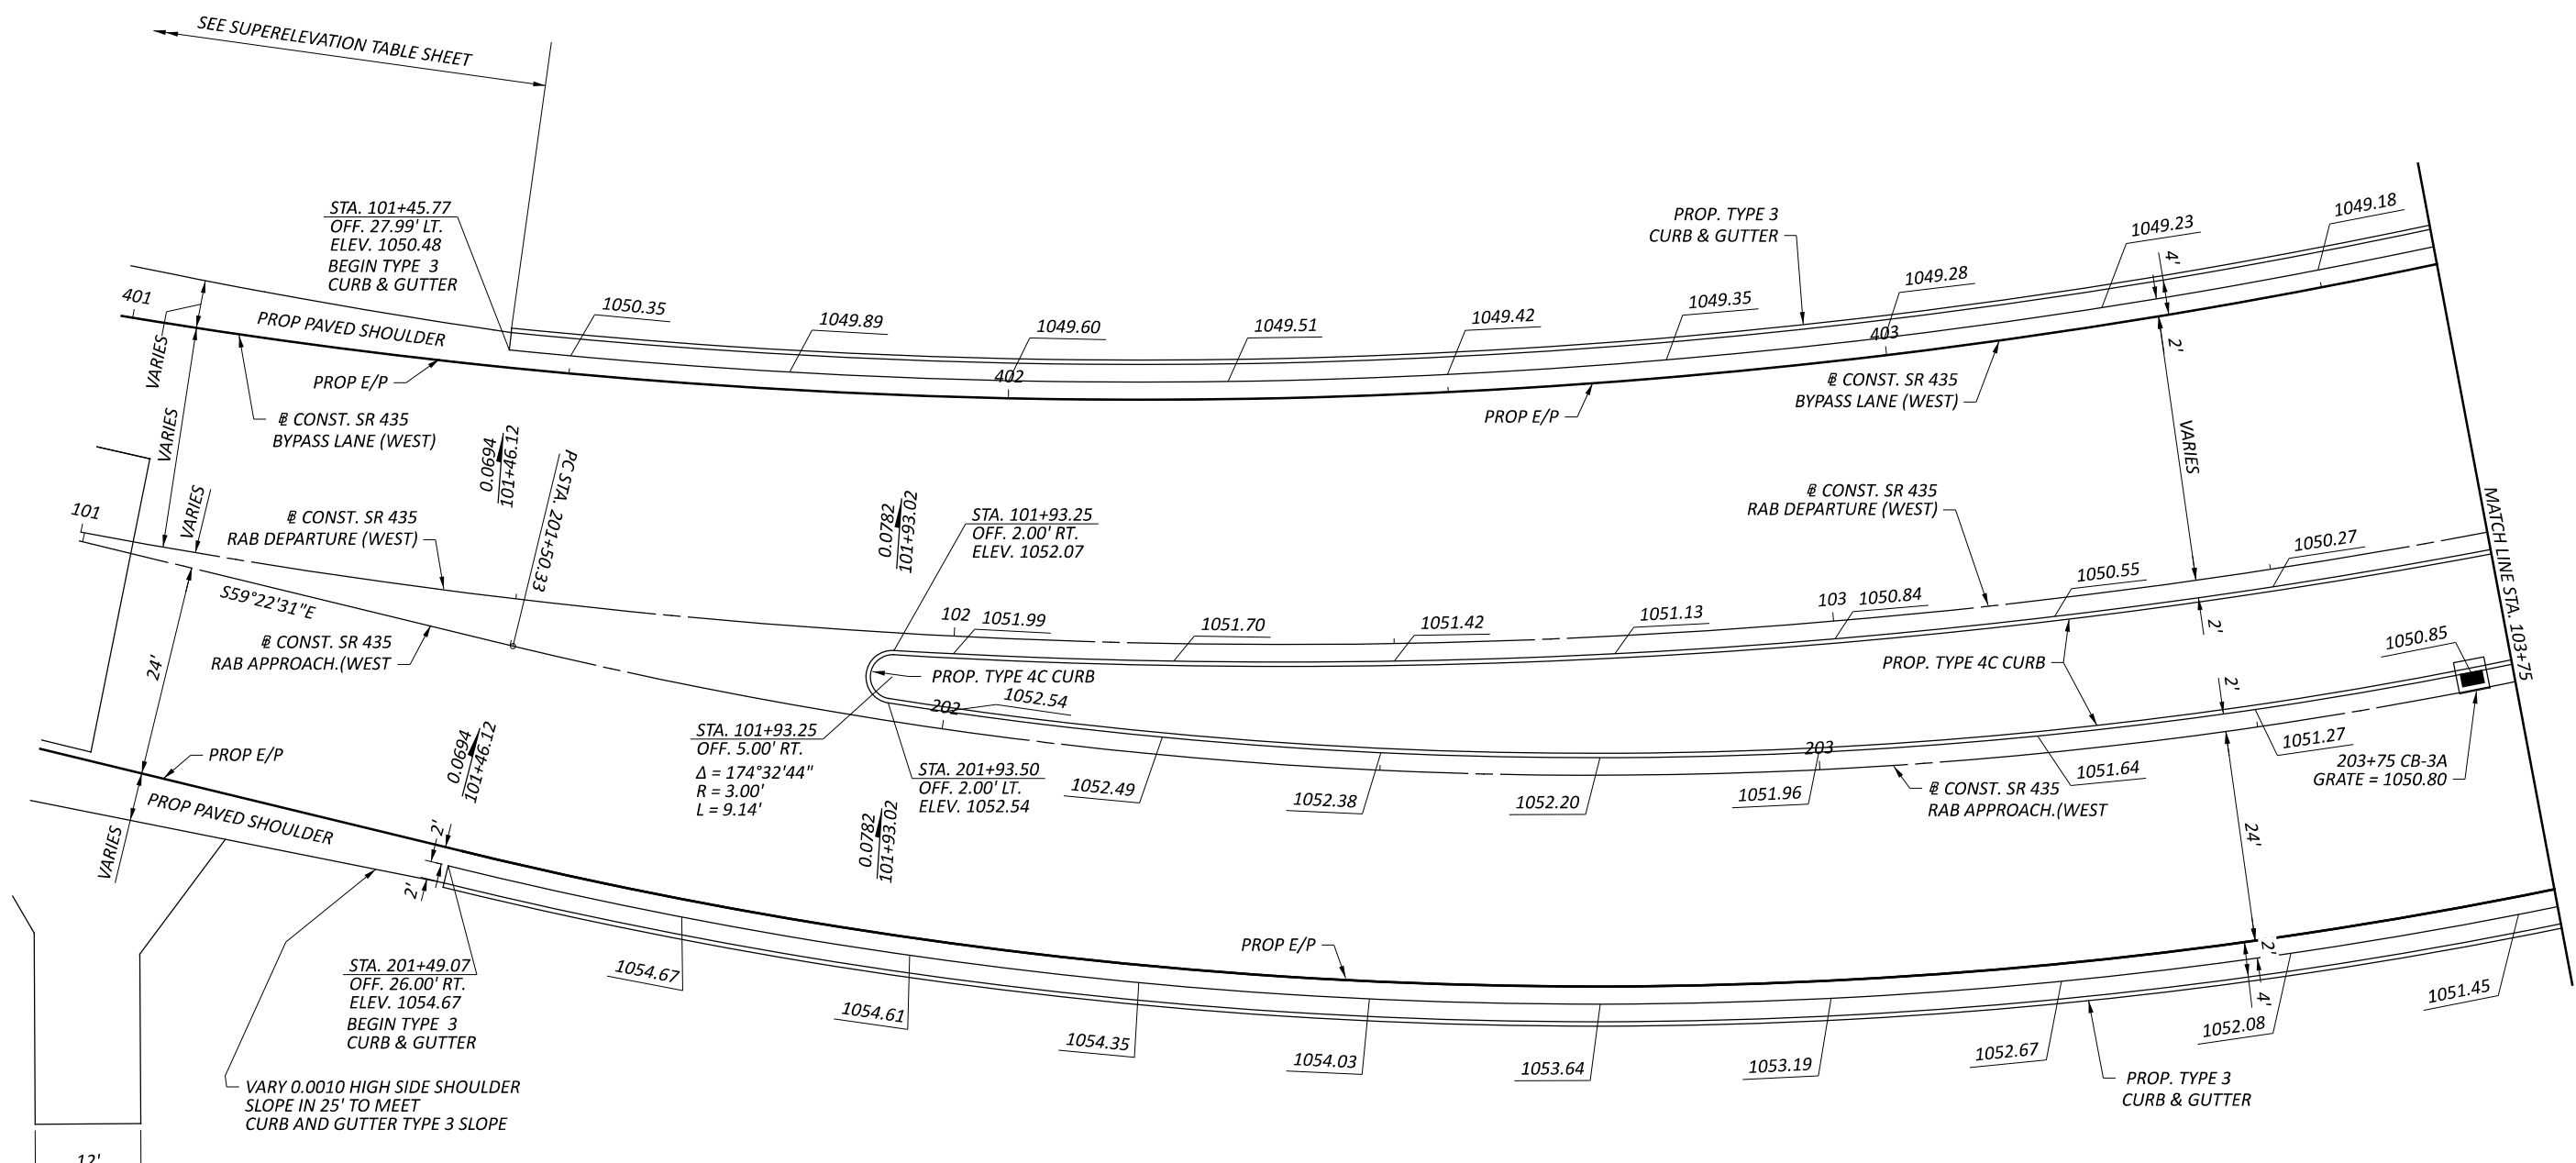 SEE SUPERELEVATION TABLE SHEET
STA. 101+45.77
OFF. 27.99' LT.
ELEV. 1050.48
BEGIN TYPE 3
CURB & GUTTER
PROP. TYPE 3
CURB & GUTTER
401
PROP PAVED SHOULDER
1050.35
1049.89
1049.60
1049.51
1049.42
1049.35
1049.28
1049.23
1049.18
4'
2'
402
403
VARIES
VARIES
PROP E/P
CONST. SR 435
BYPASS LANE (WEST)
PROP E/P
CONST. SR 435
BYPASS LANE (WEST)
VARIES
0.0694
101+46.12
PC STA. 201+50.33
0.0782
101+93.02
101
VARIES
CONST. SR 435
RAB DEPARTURE (WEST)
STA. 101+93.25
OFF. 2.00' RT.
ELEV. 1052.07
CONST. SR 435
RAB DEPARTURE (WEST)
MATCH LINE STA. 103+75
S59°22'31"E
CONST. SR 435
RAB APPROACH.(WEST
102
1051.99
1051.70
1051.42
1051.13
103
1050.84
1050.55
1050.27
2'
2'
24'
PROP. TYPE 4C CURB
PROP. TYPE 4C CURB
1050.85
202
1052.54
STA. 101+93.25
OFF. 5.00' RT.
Δ = 174°32'44"
R = 3.00'
L = 9.14'
STA. 201+93.50
OFF. 2.00' LT.
ELEV. 1052.54
1052.49
1052.38
1052.20
203
1051.96
1051.64
1051.27
203+75 CB-3A
GRATE = 1050.80
CONST. SR 435
RAB APPROACH.(WEST
PROP E/P
0.0694
101+46.12
0.0782
101+93.02
PROP PAVED SHOULDER
VARIES
2'
2'
24'
2'
4'
PROP E/P
STA. 201+49.07
OFF. 26.00' RT.
ELEV. 1054.67
BEGIN TYPE 3
CURB & GUTTER
1054.67
1054.61
1054.35
1054.03
1053.64
1053.19
1052.67
1052.08
1051.45
VARY 0.0010 HIGH SIDE SHOULDER
SLOPE IN 25' TO MEET
CURB AND GUTTER TYPE 3 SLOPE
PROP. TYPE 3
CURB & GUTTER
12'